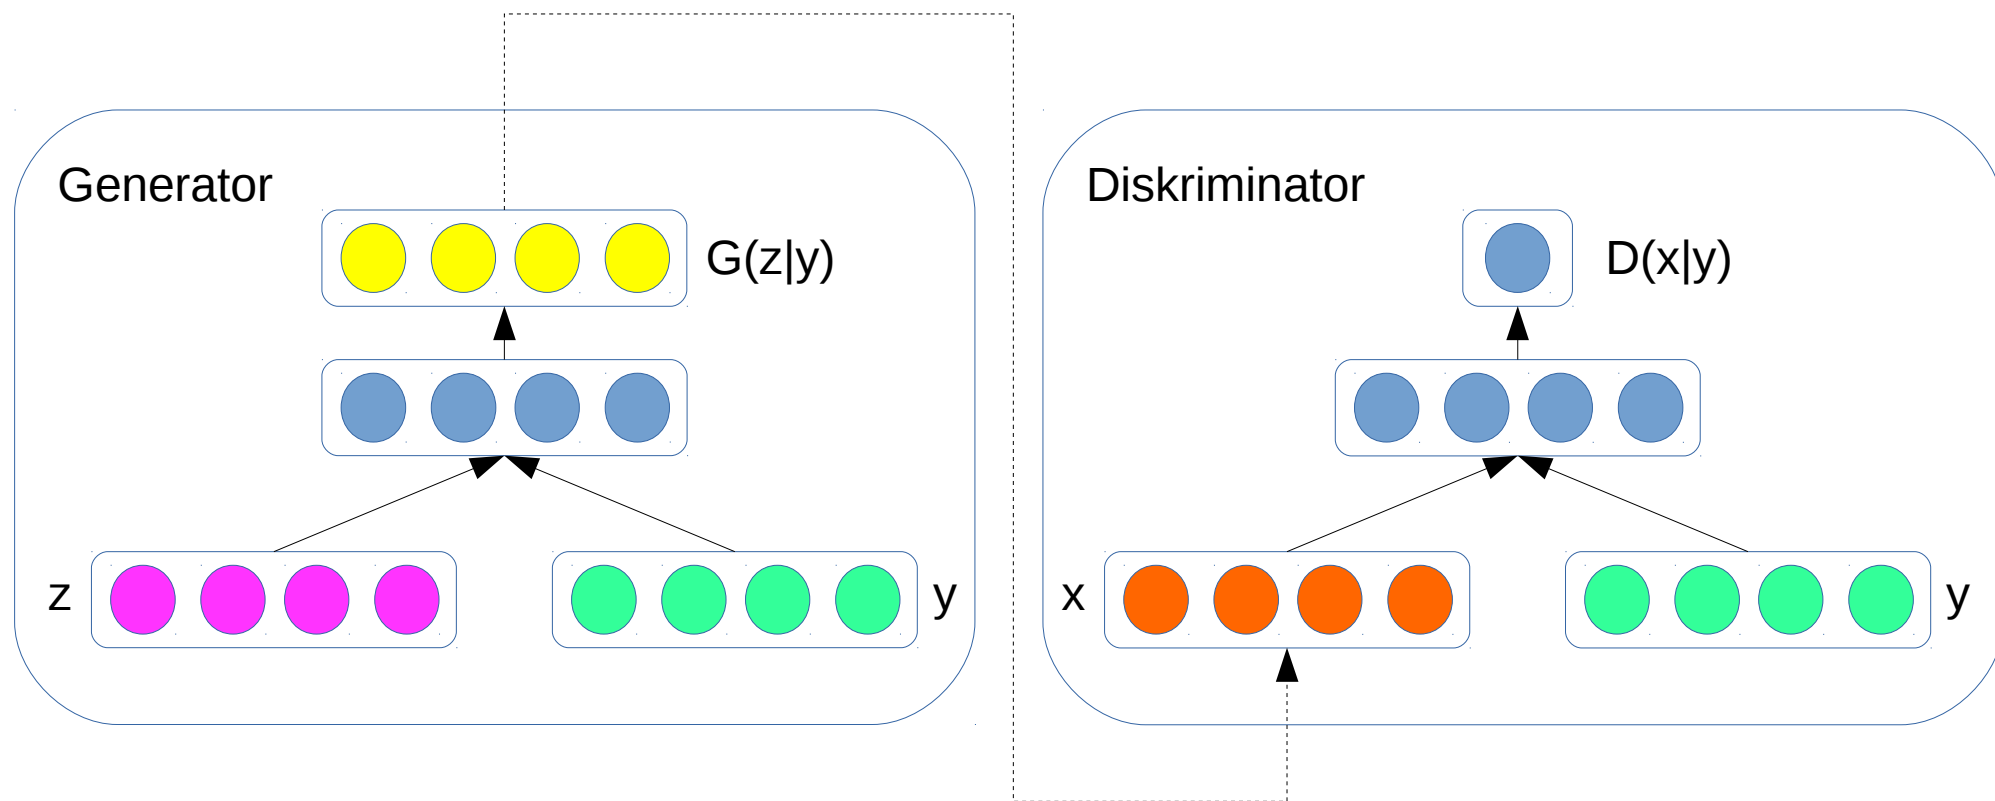 Generator
G(z|y)
z
y
Diskriminator
D(x|y)
x
y